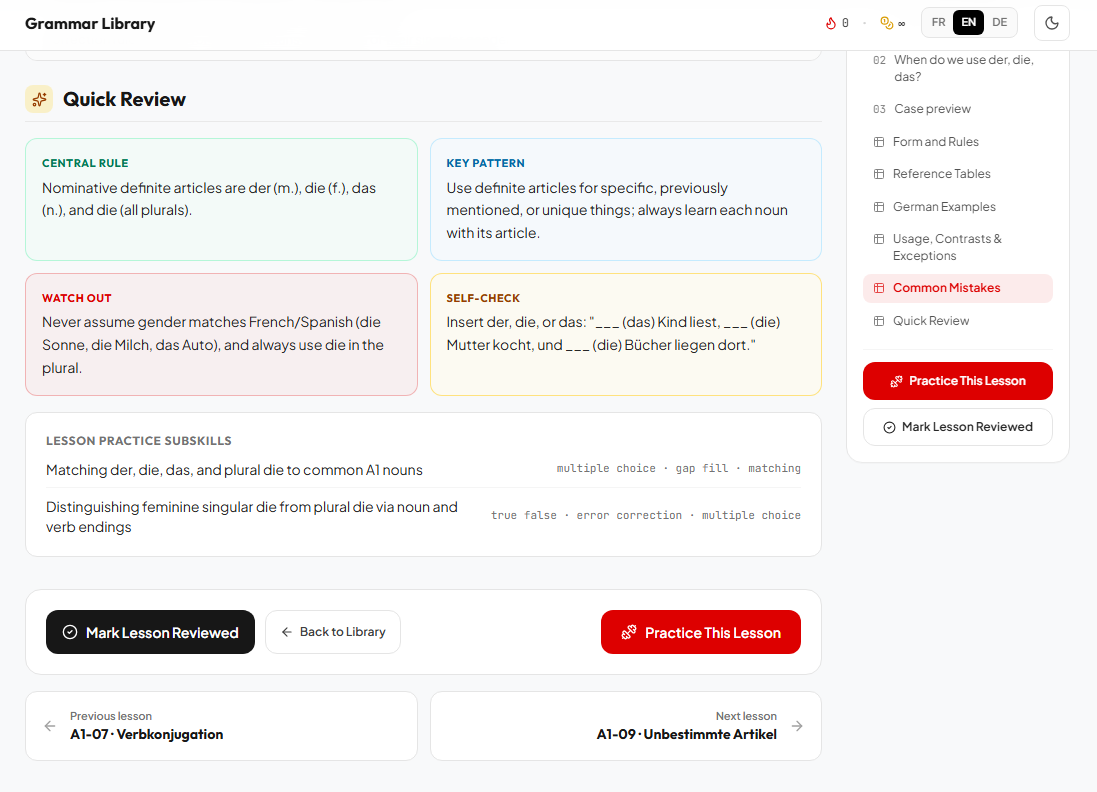 Grammar Library
0 · ∞ FR EN DE
Quick Review
CENTRAL RULE
Nominative definite articles are der (m.), die (f.), das
(n.), and die (all plurals).
KEY PATTERN
Use definite articles for specific, previously
mentioned, or unique things; always learn each noun
with its article.
WATCH OUT
Never assume gender matches French/Spanish (die
Sonne, die Milch, das Auto), and always use die in the
plural.
SELF-CHECK
Insert der, die, or das: "___ (das) Kind liest, ___ (die)
Mutter kocht, und ___ (die) Bücher liegen dort."
LESSON PRACTICE SUBSKILLS
Matching der, die, das, and plural die to common A1 nouns
multiple choice · gap fill · matching
Distinguishing feminine singular die from plural die via noun and
verb endings
true false · error correction · multiple choice
Mark Lesson Reviewed
Back to Library
Practice This Lesson
Previous lesson
A1-07 · Verbkonjugation
Next lesson
A1-09 · Unbestimmte Artikel
02 When do we use der, die,
das?
03 Case preview
Form and Rules
Reference Tables
German Examples
Usage, Contrasts &
Exceptions
Common Mistakes
Quick Review
Practice This Lesson
Mark Lesson Reviewed